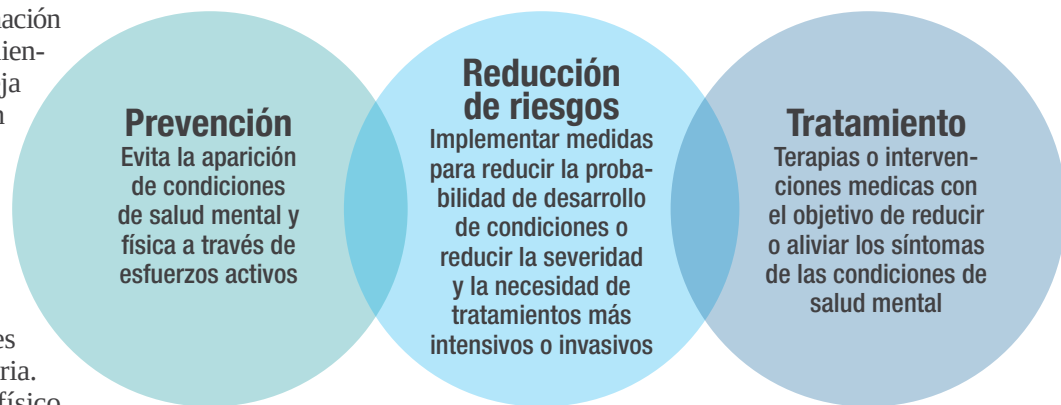 Prevención
Evita la aparición
de condiciones
de salud mental y
física a través de
esfuerzos activos
Reducción
de riesgos
Implementar medidas
para reducir la proba-
bilidad de desarrollo
de condiciones o
reducir la severidad
y la necesidad de
tratamientos más
intensivos o invasivos
Tratamiento
Terapias o interven-
ciones medicas con
el objetivo de reducir
o aliviar los síntomas
de las condiciones de
salud mental
físico